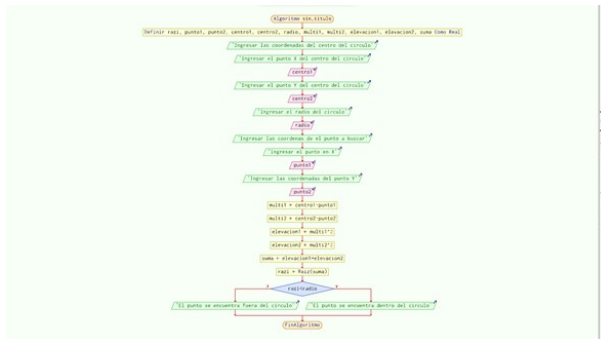 Algoritmo sin_titulo
Definir razi, punto1, punto2, centro1, centro2, radio, multi1, multi2, elevacion1, elevacion2, suma Como Real
'Ingresar las coordenadas del centro del circulo'
'Ingresar el punto X del centro del circulo'
centro1
'Ingresar el punto Y del centro del circulo'
centro2
'Ingresar el radio del circulo'
radio
'Ingresar las coordenas de el punto a buscar'
'Ingresar el punto en X'
punto1
'Ingresar las coordenadas del punto Y'
punto2
multi1 = centro1-punto1
multi2 = centro2-punto2
elevacion1 = multi1^2
elevacion2 = multi2^2
suma = elevacion1+elevacion2
razi = Raiz(suma)
razi<radio
'El punto se encuentra fuera del circulo'
'El punto se encuentra dentro del circulo'
FinAlgoritmo